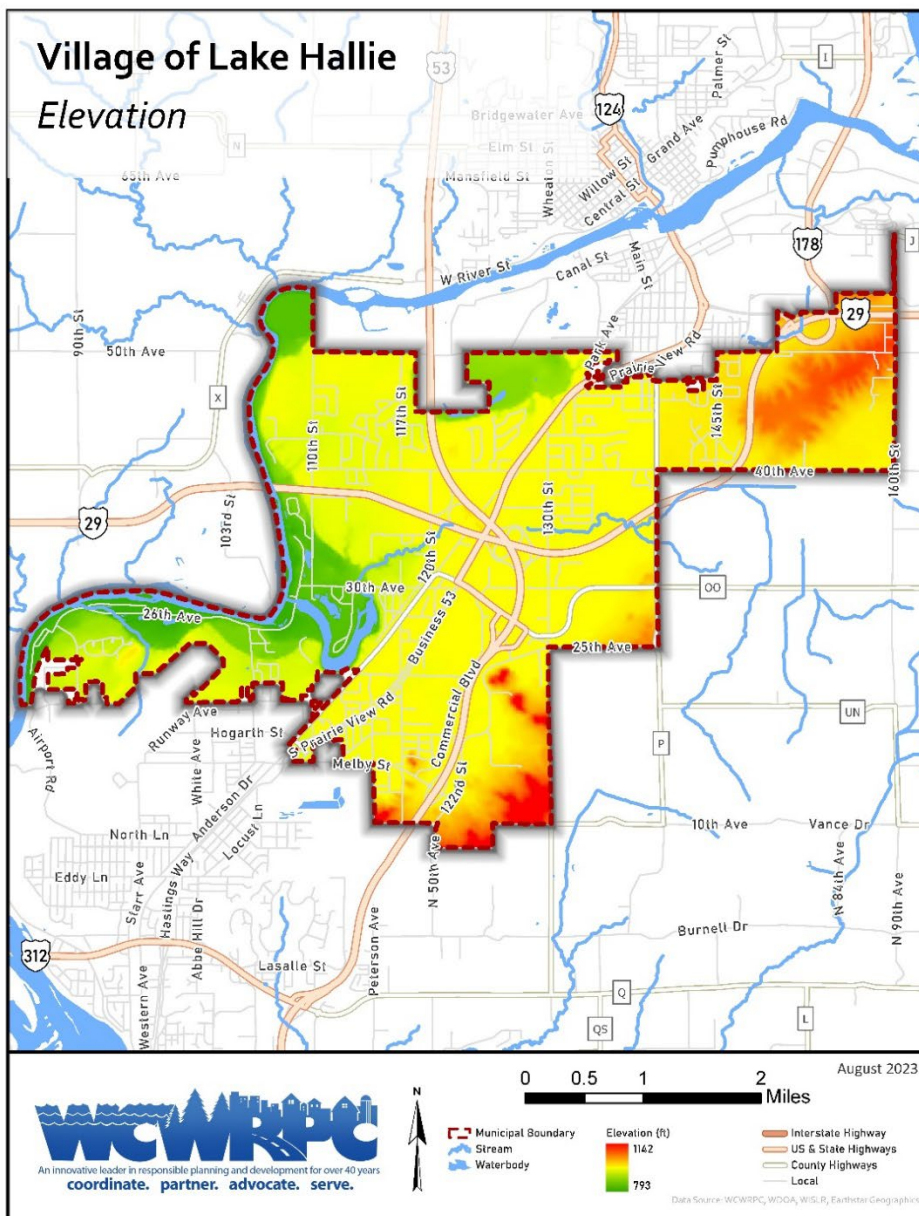 Village of Lake Hallie
Elevation
53
124
Palmer St
I
Bridgewater Ave
Grand Ave
Pumphouse Rd
N
Elm St
Willow St
65th Ave
Mansfield St
Wheaton St
Central St
178
J
W River St
Canal St
Main St
90th St
29
50th Ave
Park Ave
Prairie View Rd
X
110th St
117th St
145th St
40th Ave
160th St
29
103rd St
130th St
120th St
30th Ave
OO
26th Ave
Business 53
25th Ave
Commercial Blvd
Runway Ave
S Prairie View Rd
UN
Airport Rd
Hogarth St
P
White Ave
Melby St
122nd St
Anderson Dr
North Ln
Locust Ln
10th Ave
Vance Dr
Eddy Ln
Starr Ave
Hastings Way
N 50th Ave
N 84th Ave
N 90th Ave
Abbe Hill Dr
Burnell Dr
312
Lasalle St
Peterson Ave
Western Ave
Q
QS
L
August 2023
N
0 0.5 1 2
Miles
WCWRPC
An innovative leader in responsible planning and development for over 40 years
coordinate. partner. advocate. serve.
Municipal Boundary
Stream
Waterbody
Elevation (ft)
1142
793
Interstate Highway
US & State Highways
County Highways
Local
Data Source: WCWRPC, WDOA, WISLR, Earthstar Geographics